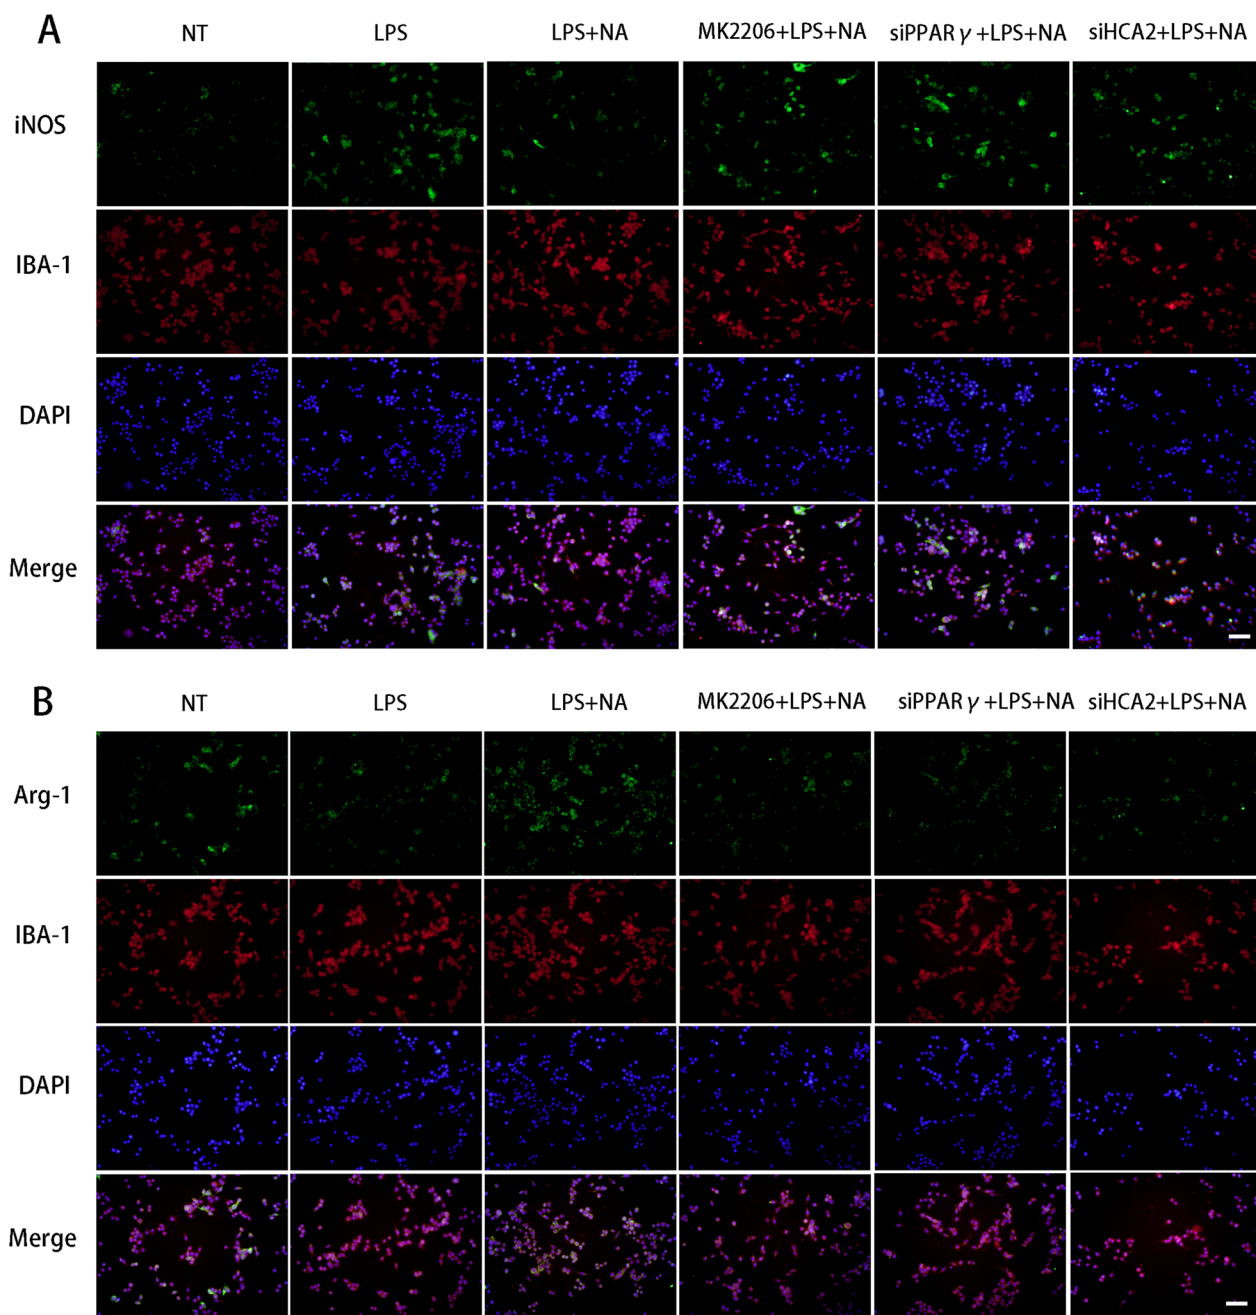 A
NT LPS LPS+NA MK2206+LPS+NA siPPARγ+LPS+NA siHCA2+LPS+NA
iNOS
IBA-1
DAPI
Merge
B
NT LPS LPS+NA MK2206+LPS+NA siPPARγ+LPS+NA siHCA2+LPS+NA
Arg-1
IBA-1
DAPI
Merge